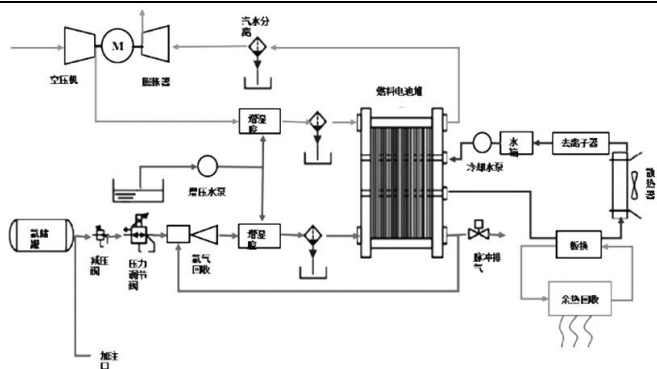 汽水分
离
M
空压机
膨胀器
燃料电池堆
增湿
腔
水
箱
去离子器
冷却水泵
散热器
增压水泵
氢储
罐
减压
阀
压力
调节
阀
氢气
回收
增湿
腔
脉冲排
气
板换
余热回收
加注
口